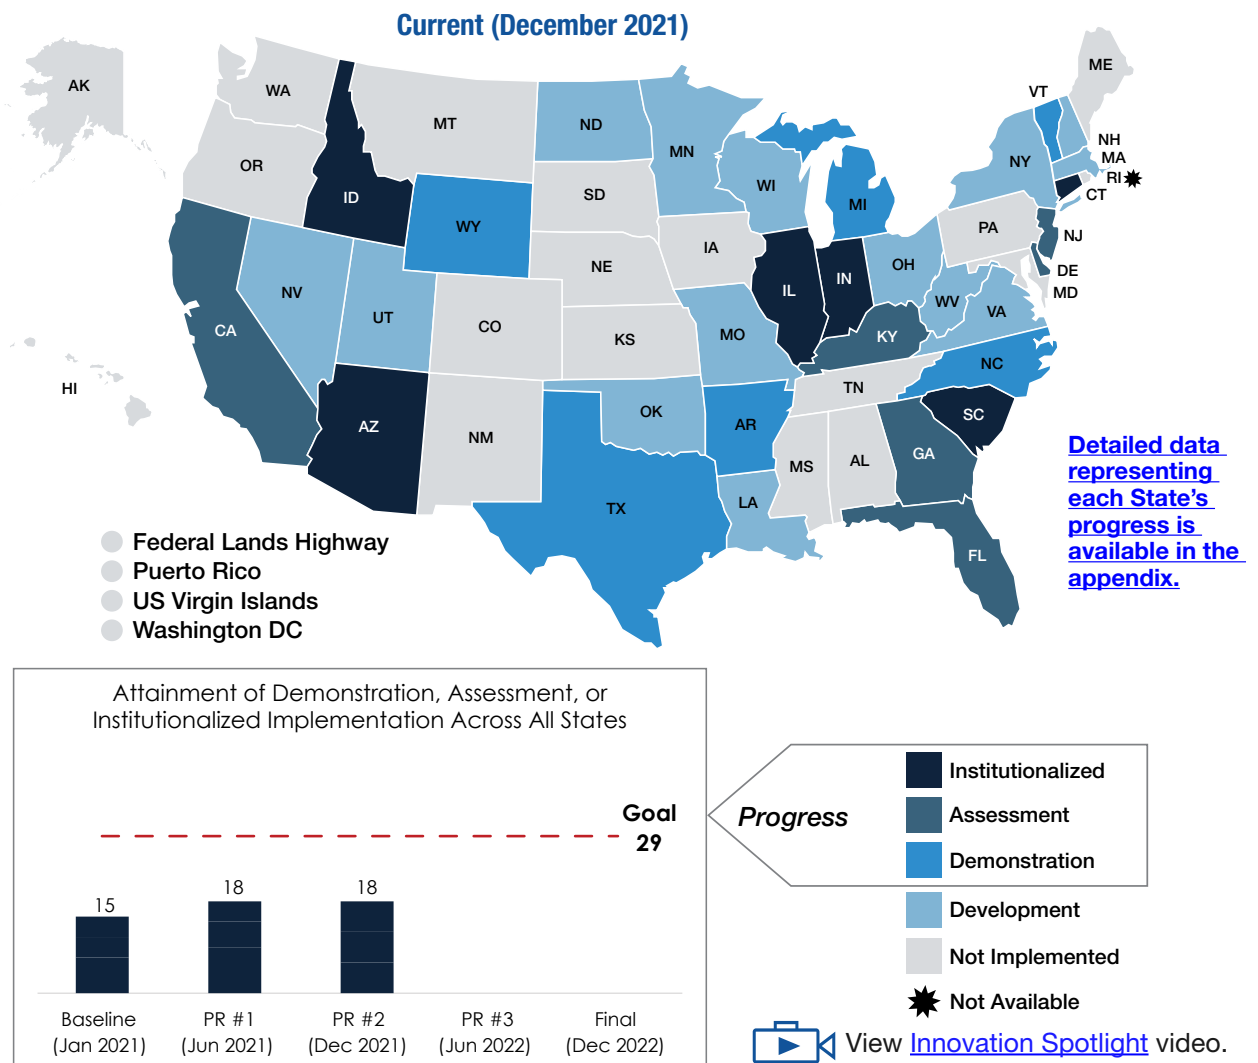 Current (December 2021)
AK
WA
OR
ID
MT
WY
ND
SD
NE
MN
WI
IA
MI
NY
VT
ME
NH
MA
RI
CT
PA
NJ
DE
MD
CA
NV
UT
CO
KS
MO
IL
IN
OH
WV
VA
KY
NC
TN
SC
HI
AZ
NM
OK
AR
TX
LA
MS
AL
GA
FL
Detailed data
representing
each State’s
progress is
available in the
appendix.
Federal Lands Highway
Puerto Rico
US Virgin Islands
Washington DC
Attainment of Demonstration, Assessment, or
Institutionalized Implementation Across All States
Goal
29
15
18
18
Baseline
(Jan 2021)
PR #1
(Jun 2021)
PR #2
(Dec 2021)
PR #3
(Jun 2022)
Final
(Dec 2022)
Progress
Institutionalized
Assessment
Demonstration
Development
Not Implemented
Not Available
View Innovation Spotlight video.